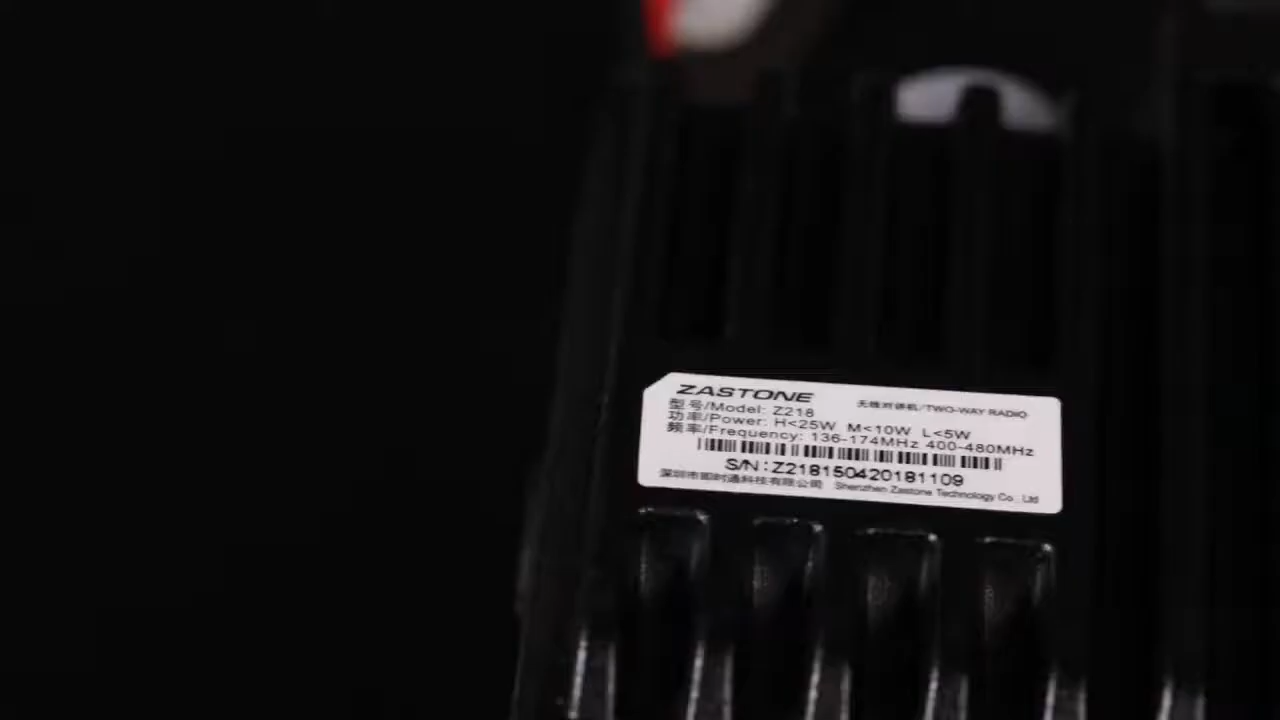 ZASTONE 无线对讲机/TWO-WAY RADIO
型号/Model: Z218
功率/Power: H<25W M<10W L<5W
频率/Frequency: 136-174MHz 400-480MHz
S/N:Z218150420181109
深圳市即时通科技有限公司 Shenzhen Zastone Technology Co., Ltd